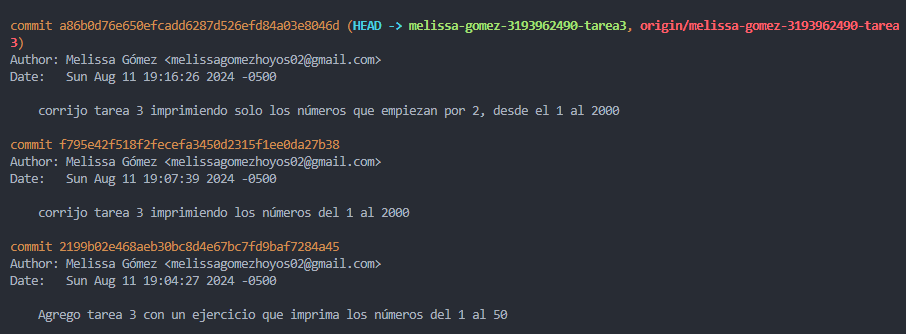 commit a86b0d76e650efcadd6287d526efd84a03e8046d (HEAD -> melissa-gomez-3193962490-tarea3, origin/melissa-gomez-3193962490-tarea
3)
Author: Melissa Gómez <melissagomezhoyos02@gmail.com>
Date:   Sun Aug 11 19:16:26 2024 -0500
    corrijo tarea 3 imprimiendo solo los números que empiezan por 2, desde el 1 al 2000
commit f795e42f518f2fecefa3450d2315f1ee0da27b38
Author: Melissa Gómez <melissagomezhoyos02@gmail.com>
Date:   Sun Aug 11 19:07:39 2024 -0500
    corrijo tarea 3 imprimiendo los números del 1 al 2000
commit 2199b02e468aeb30bc8d4e67bc7fd9baf7284a45
Author: Melissa Gómez <melissagomezhoyos02@gmail.com>
Date:   Sun Aug 11 19:04:27 2024 -0500
    Agrego tarea 3 con un ejercicio que imprima los números del 1 al 50